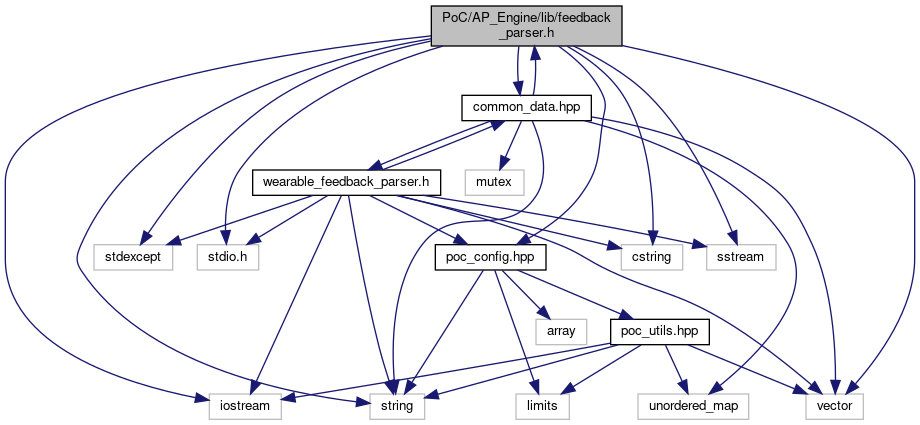 PoC/AP_Engine/lib/feedback
_parser.h
common_data.hpp
wearable_feedback_parser.h
mutex
stdexcept
stdio.h
poc_config.hpp
cstring
sstream
array
poc_utils.hpp
iostream
string
limits
unordered_map
vector